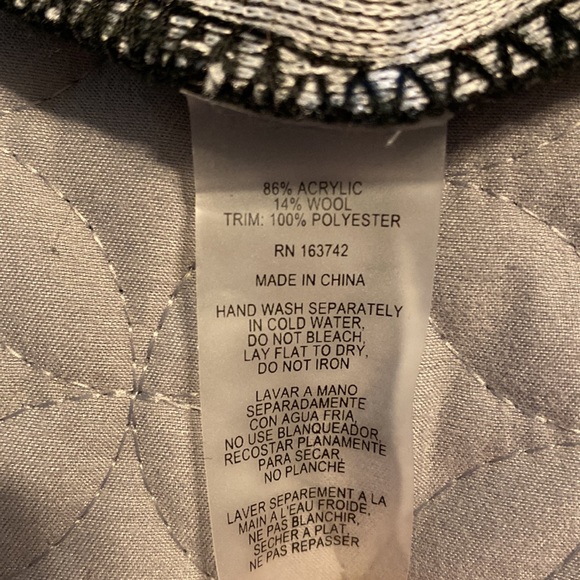 86% ACRYLIC
14% WOOL
TRIM: 100% POLYESTER
RN 163742
MADE IN CHINA
HAND WASH SEPARATELY
IN COLD WATER,
DO NOT BLEACH,
LAY FLAT TO DRY,
DO NOT IRON
LAVAR A MANO
SEPARADAMENTE
CON AGUA FRIA,
NO USE BLANQUEADOR,
RECOSTAR PLANAMENTE
PARA SECAR,
NO PLANCHÉ
LAVER SEPAREMENT A LA
MAIN A L'EAU FROIDE,
NE PAS BLANCHIR,
SECHER A PLAT,
NE PAS REPASSER